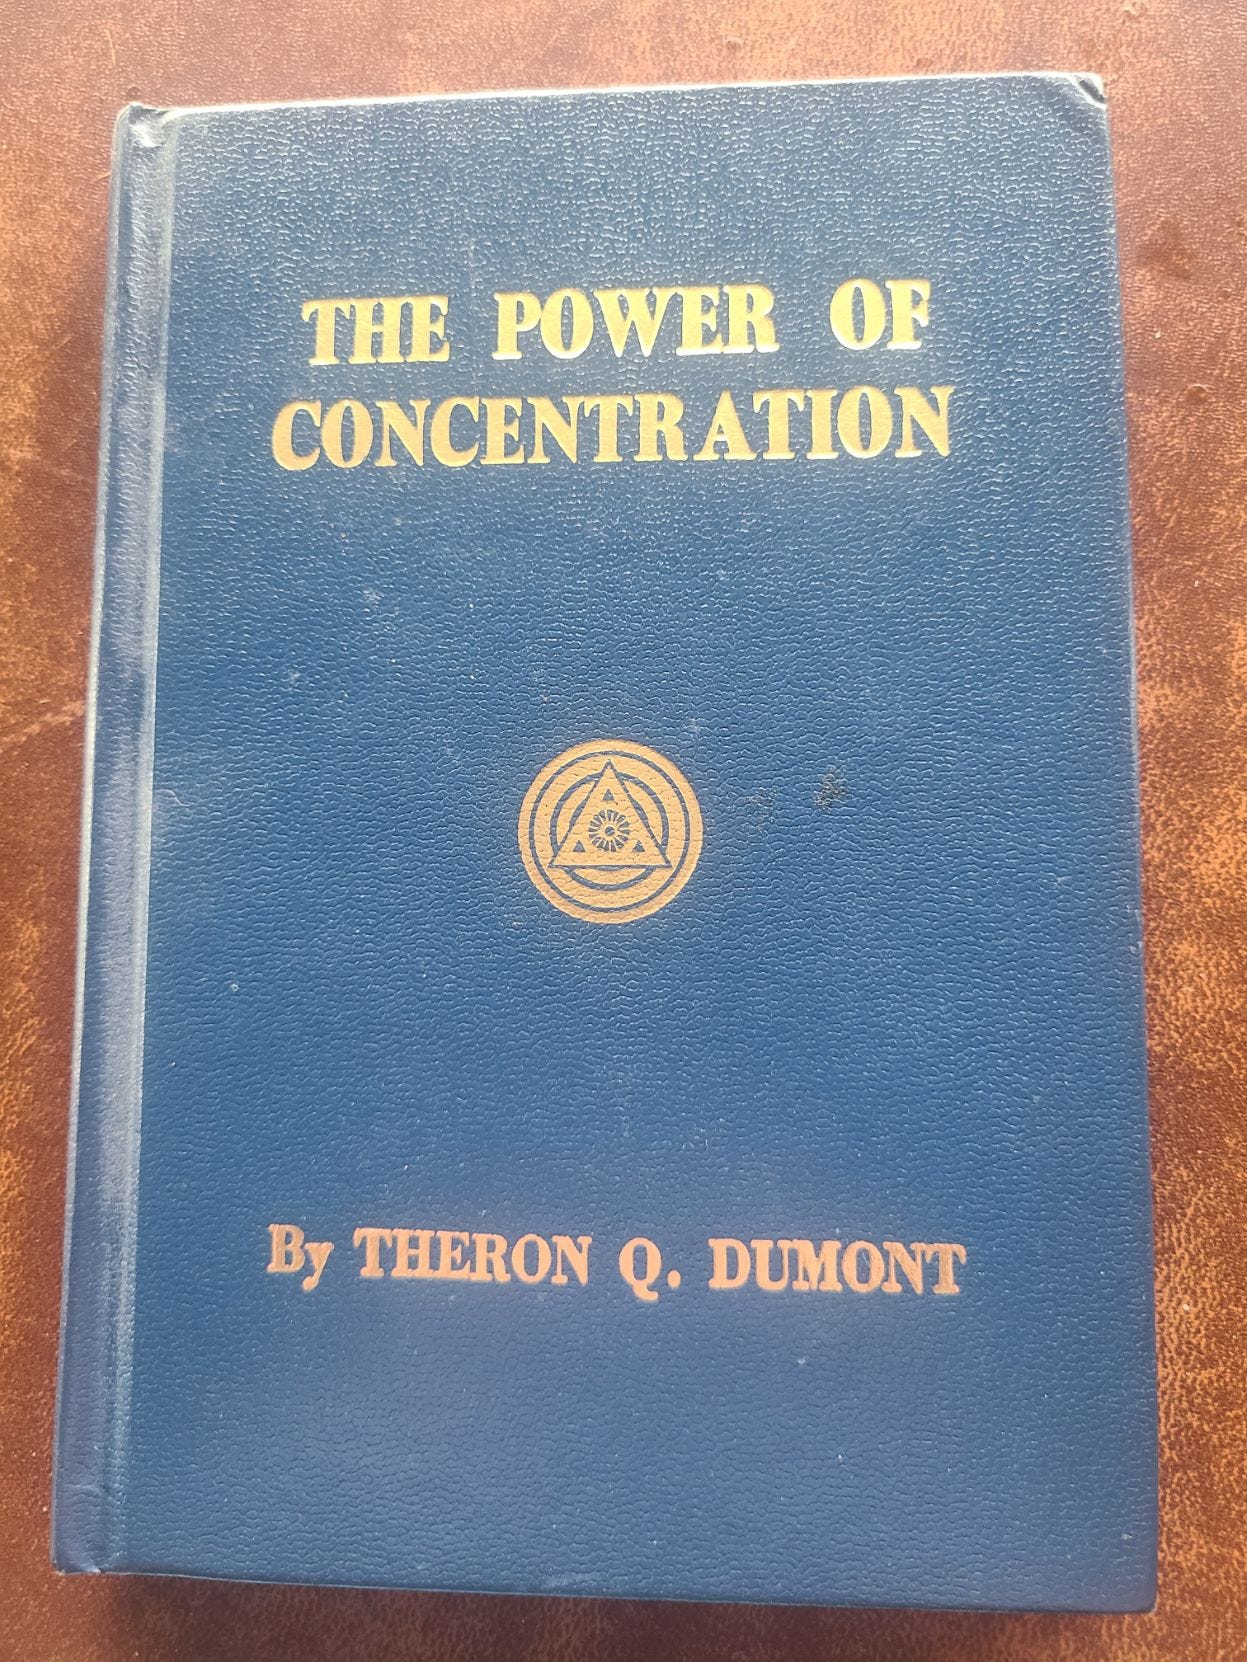 THE POWER OF
CONCENTRATION
By THERON Q. DUMONT